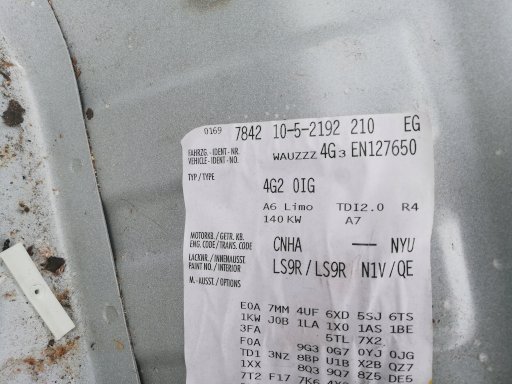 0169 7842 10-5-2192 210 EG
FAHRZG.-IDENT-NR.
VEHICLE-IDENT-NO. WAUZZZ 4G3 EN127650
TYP / TYPE
4G2 0IG
A6 Limo TDI2.0 R4
140 KW A7
MOTORKB. / GETR. KB.
ENG. CODE / TRANS. CODE CNHA — NYU
LACKNR. / INNENAUSST.
PAINT NO. / INTERIOR LS9R / LS9R N1V / QE
M.-AUSST. / OPTIONS
E0A 7MM 4UF 6XD 5SJ 6TS
1KW J0B 1LA 1X0 1AS 1BE
3FA 5TL 7X2
F0A 9G3 0G7 0YJ 0JG
TD1 3NZ 8BP U1B X2B QZ7
1XX 8Q3 9Q7 8Z5 DE5
7T2 F17 7K6